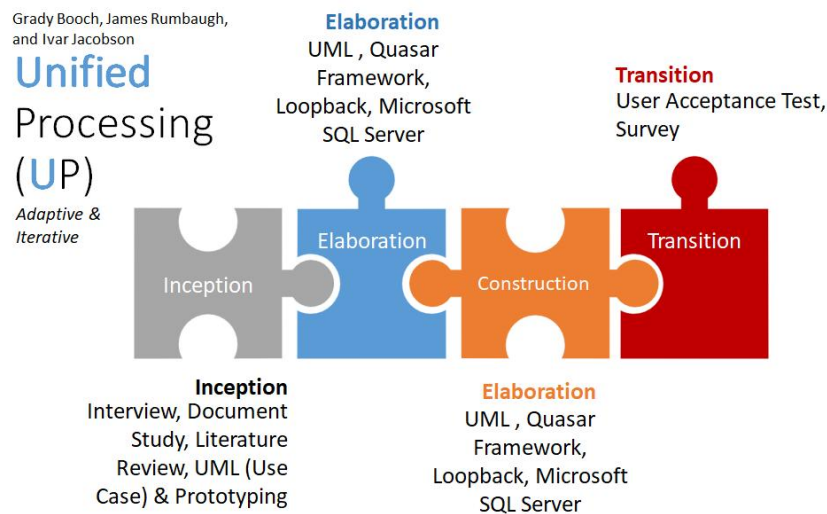 Grady Booch, James Rumbaugh,
and Ivar Jacobson
Unified
Processing
(UP)
Adaptive &
Iterative
Elaboration
UML , Quasar
Framework,
Loopback, Microsoft
SQL Server
Transition
User Acceptance Test,
Survey
Inception
Elaboration
Construction
Transition
Inception
Interview, Document
Study, Literature
Review, UML (Use
Case) & Prototyping
Elaboration
UML , Quasar
Framework,
Loopback, Microsoft
SQL Server